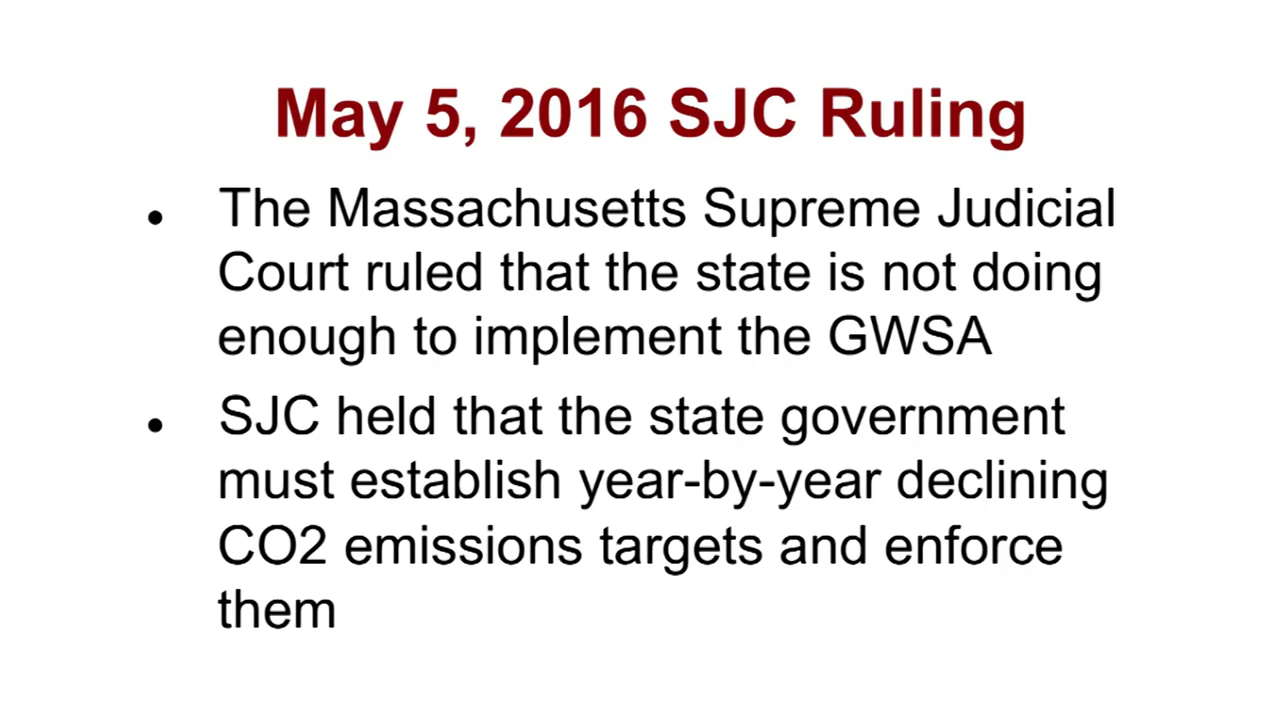 May 5, 2016 SJC Ruling
• The Massachusetts Supreme Judicial
Court ruled that the state is not doing
enough to implement the GWSA
• SJC held that the state government
must establish year-by-year declining
CO2 emissions targets and enforce
them